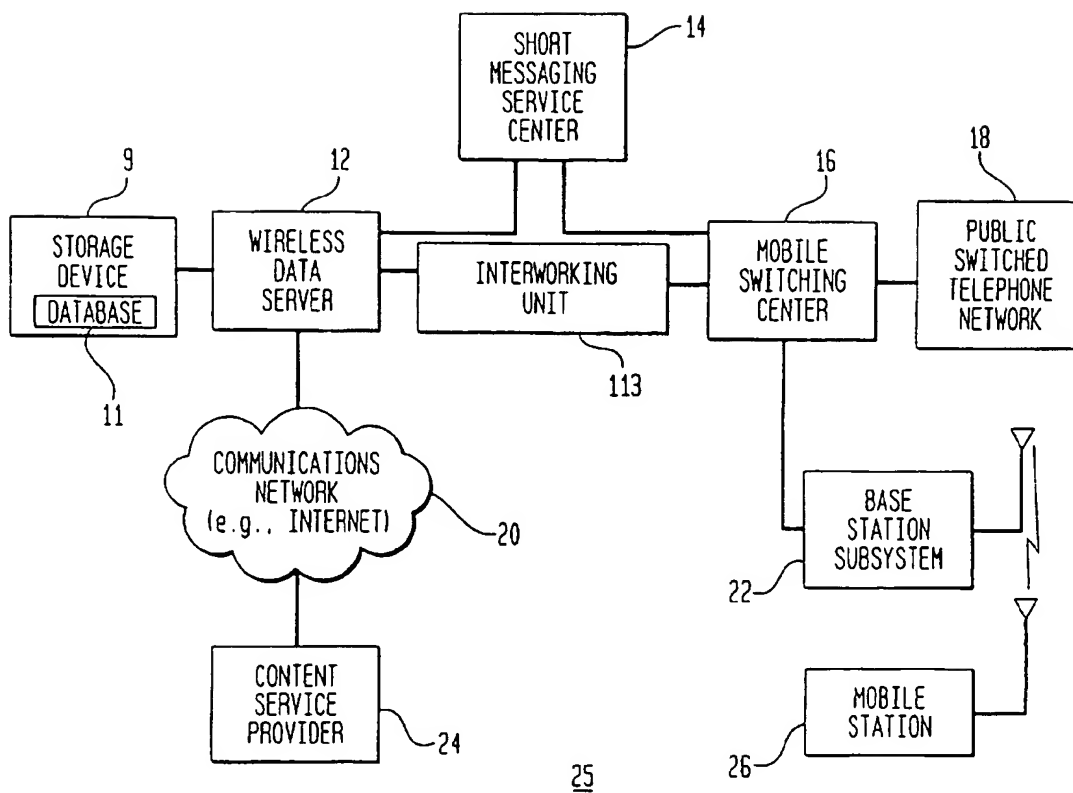 14
SHORT
MESSAGING
SERVICE
CENTER
9
STORAGE
DEVICE
DATABASE
11
12
WIRELESS
DATA
SERVER
INTERWORKING
UNIT
113
16
MOBILE
SWITCHING
CENTER
18
PUBLIC
SWITCHED
TELEPHONE
NETWORK
COMMUNICATIONS
NETWORK
(e.g., INTERNET)
20
BASE
STATION
SUBSYSTEM
22
CONTENT
SERVICE
PROVIDER
24
MOBILE
STATION
26
25